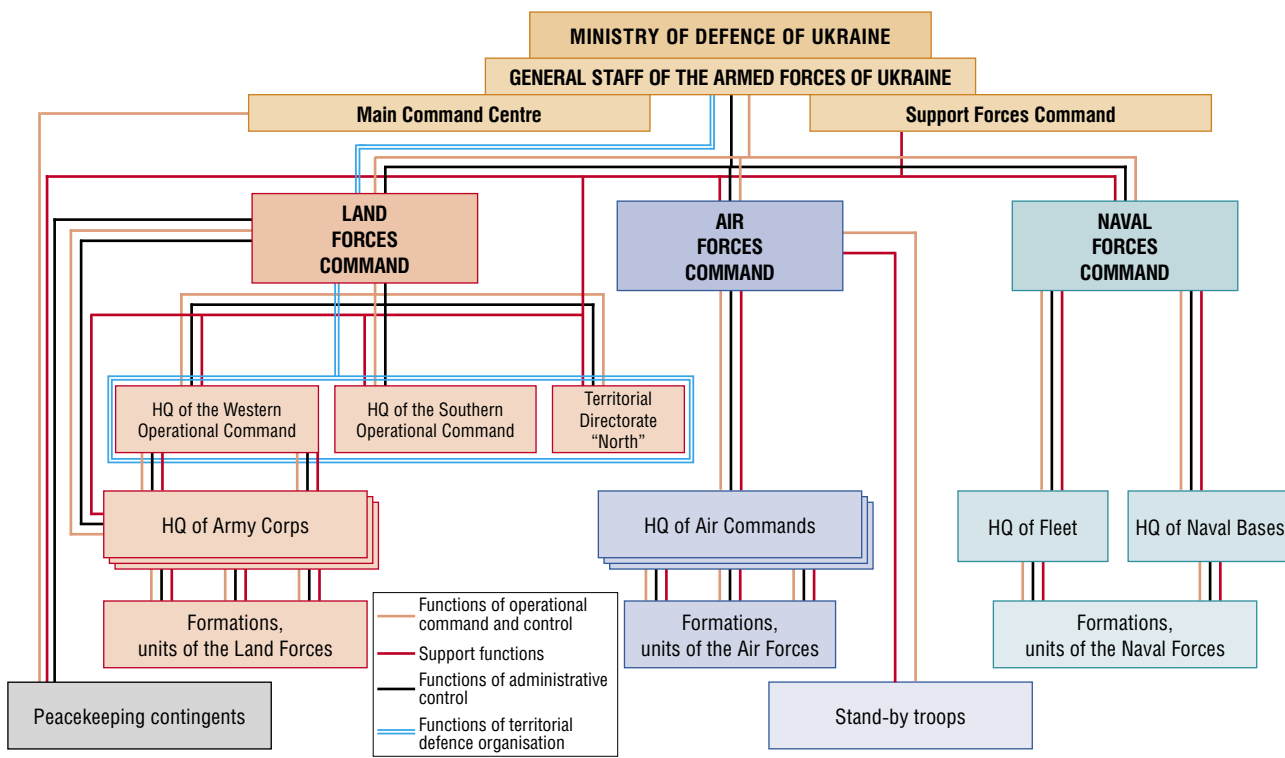 MINISTRY OF DEFENCE OF UKRAINE
GENERAL STAFF OF THE ARMED FORCES OF UKRAINE
Main Command Centre
Support Forces Command
LAND
FORCES
COMMAND
AIR
FORCES
COMMAND
NAVAL
FORCES
COMMAND
HQ of the Western
Operational Command
HQ of the Southern
Operational Command
Territorial
Directorate
“North”
HQ of Army Corps
HQ of Air Commands
HQ of Fleet
HQ of Naval Bases
Formations,
units of the Land Forces
Functions of operational
command and control
Support functions
Functions of administrative
control
Functions of territorial
defence organisation
Formations,
units of the Air Forces
Formations,
units of the Naval Forces
Peacekeeping contingents
Stand-by troops